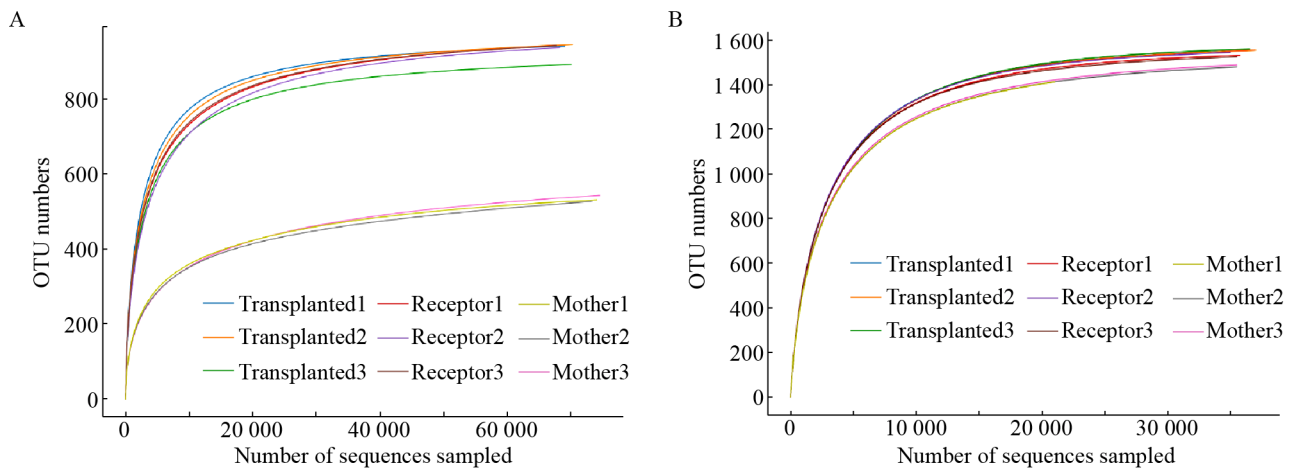 A
OTU numbers
800
600
400
200
0
Transplanted1 Receptor1 Mother1
Transplanted2 Receptor2 Mother2
Transplanted3 Receptor3 Mother3
0 20 000 40 000 60 000
Number of sequences sampled
B
OTU numbers
1 600
1 400
1 200
1 000
800
600
400
200
0
Transplanted1 Receptor1 Mother1
Transplanted2 Receptor2 Mother2
Transplanted3 Receptor3 Mother3
0 10 000 20 000 30 000
Number of sequences sampled